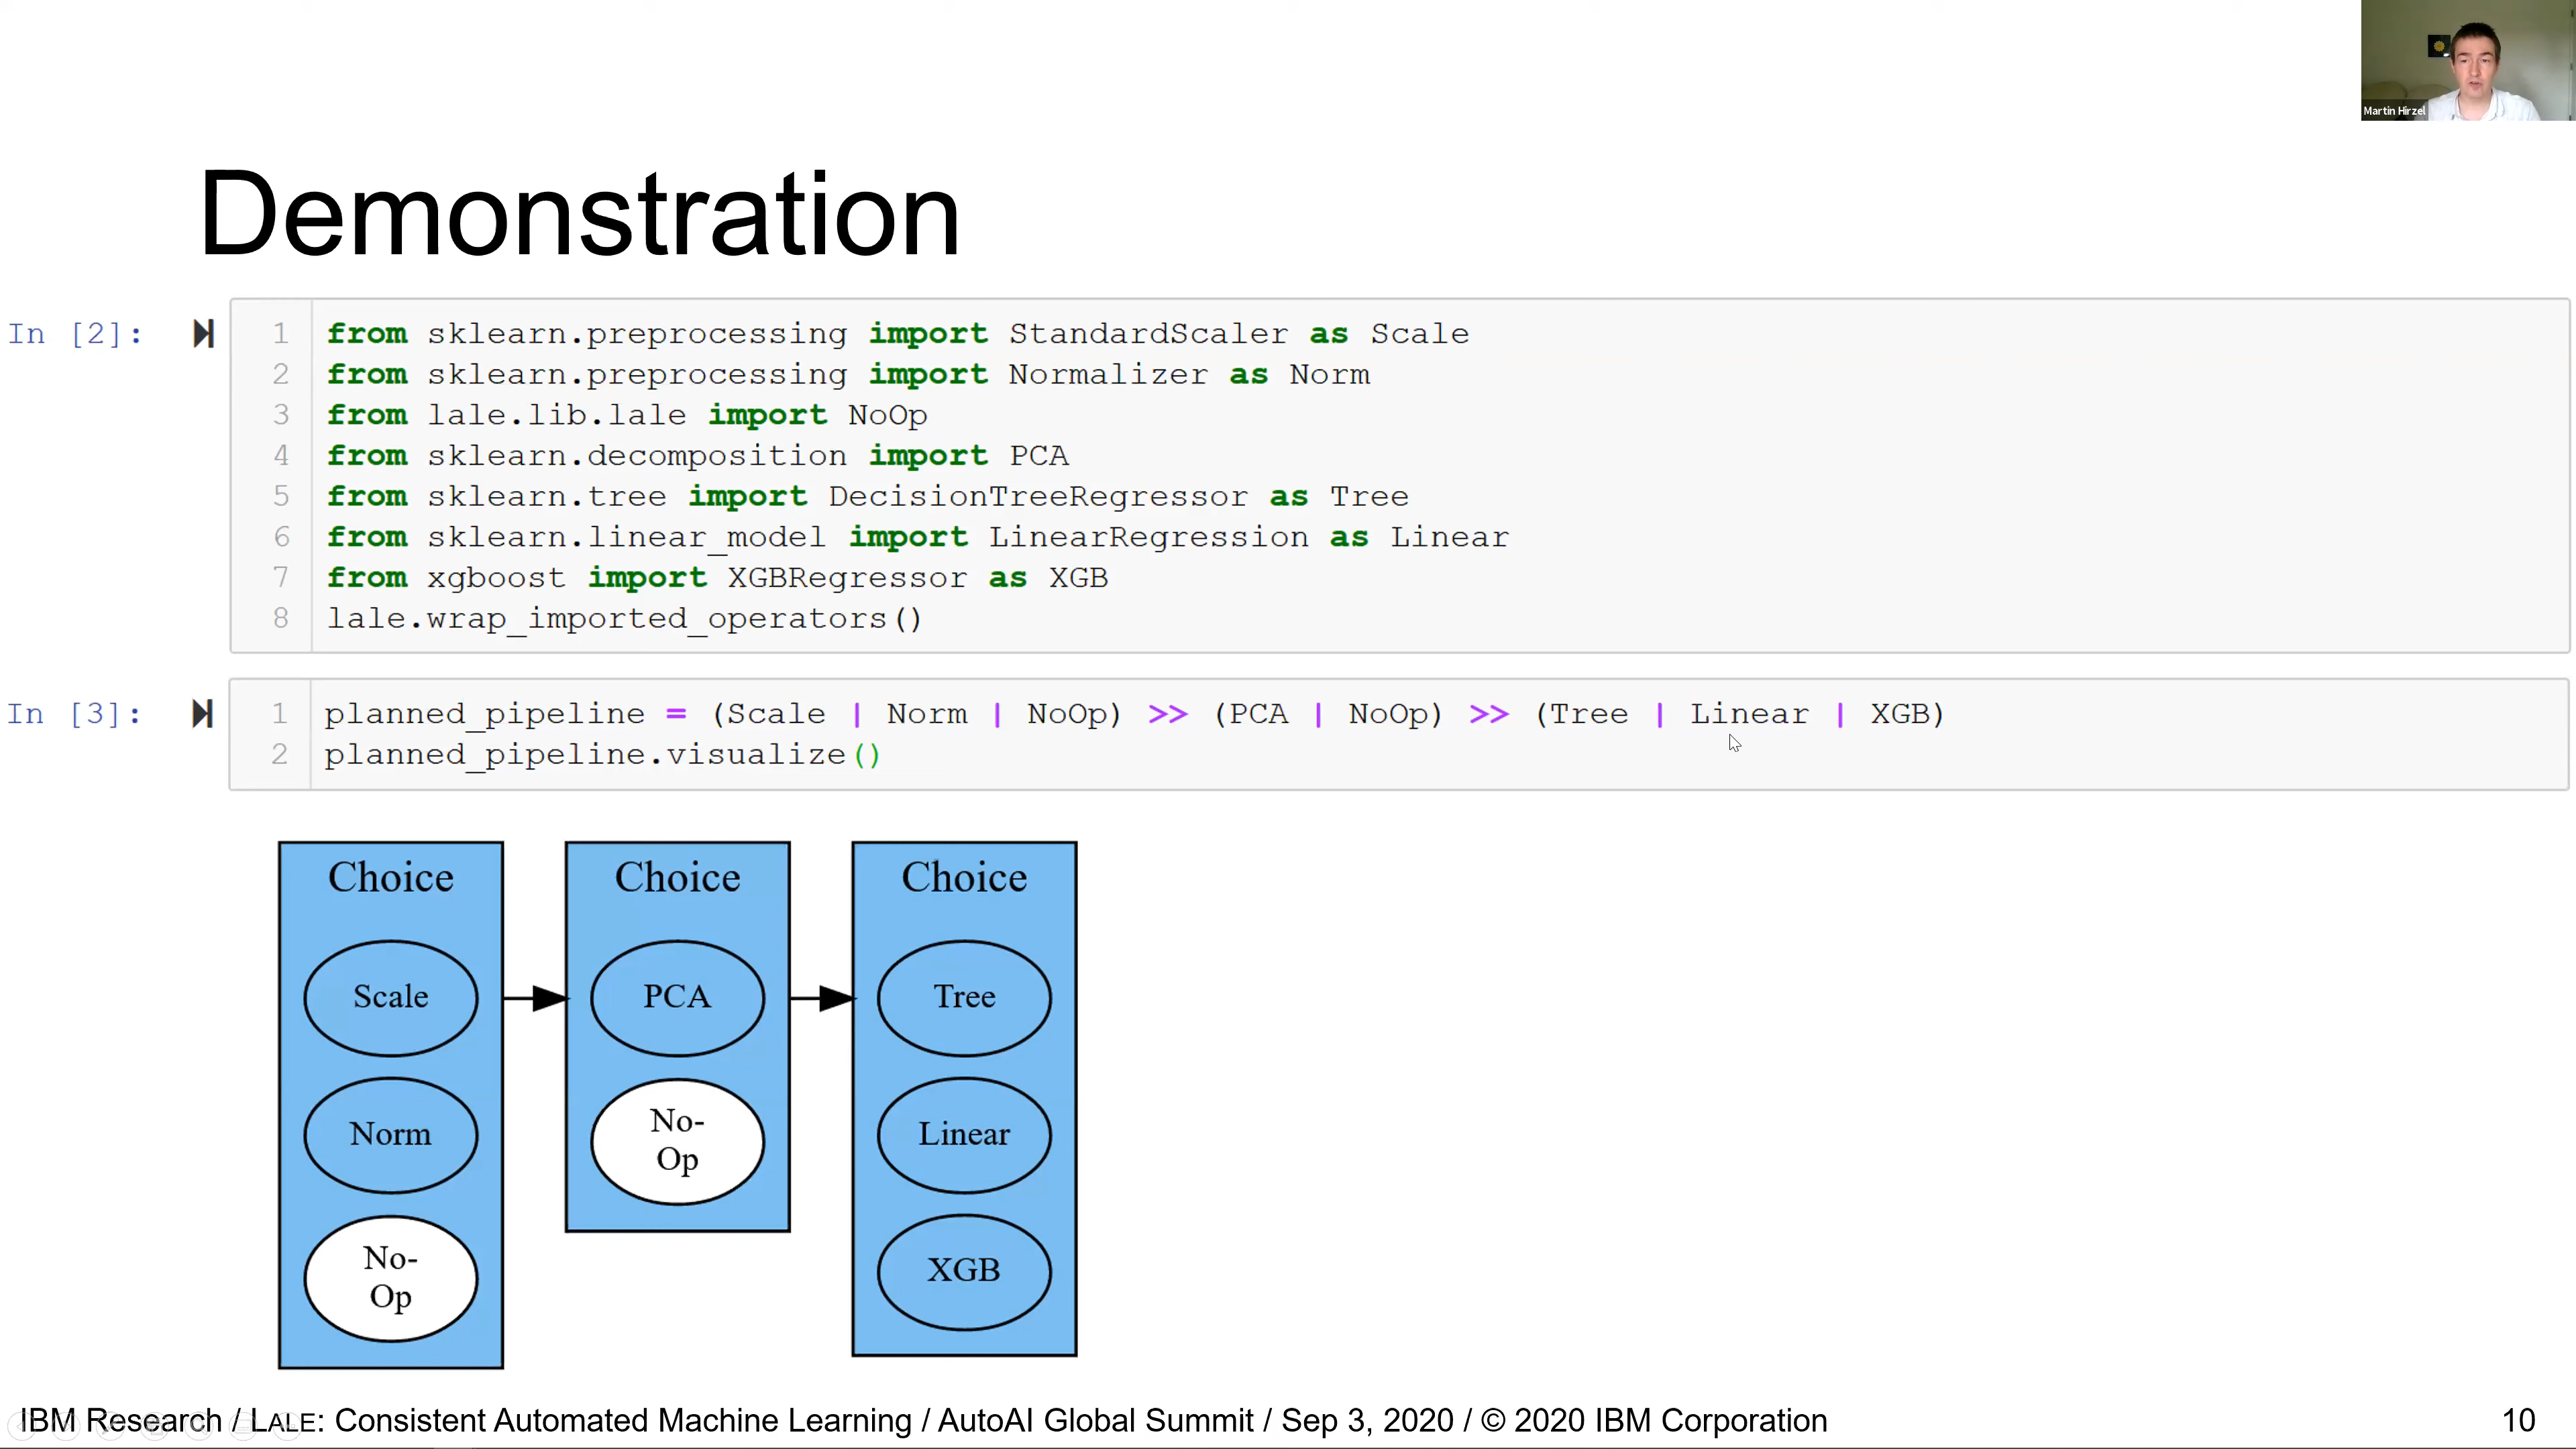 Martin Hirzel
Demonstration
In [2]:
1 from sklearn.preprocessing import StandardScaler as Scale
2 from sklearn.preprocessing import Normalizer as Norm
3 from lale.lib.lale import NoOp
4 from sklearn.decomposition import PCA
5 from sklearn.tree import DecisionTreeRegressor as Tree
6 from sklearn.linear_model import LinearRegression as Linear
7 from xgboost import XGBRegressor as XGB
8 lale.wrap_imported_operators()
In [3]:
1 planned_pipeline = (Scale | Norm | NoOp) >> (PCA | NoOp) >> (Tree | Linear | XGB)
2 planned_pipeline.visualize()
Choice
Scale
Norm
No-
Op
Choice
PCA
No-
Op
Choice
Tree
Linear
XGB
IBM Research / LALE: Consistent Automated Machine Learning / AutoAI Global Summit / Sep 3, 2020 / © 2020 IBM Corporation
10